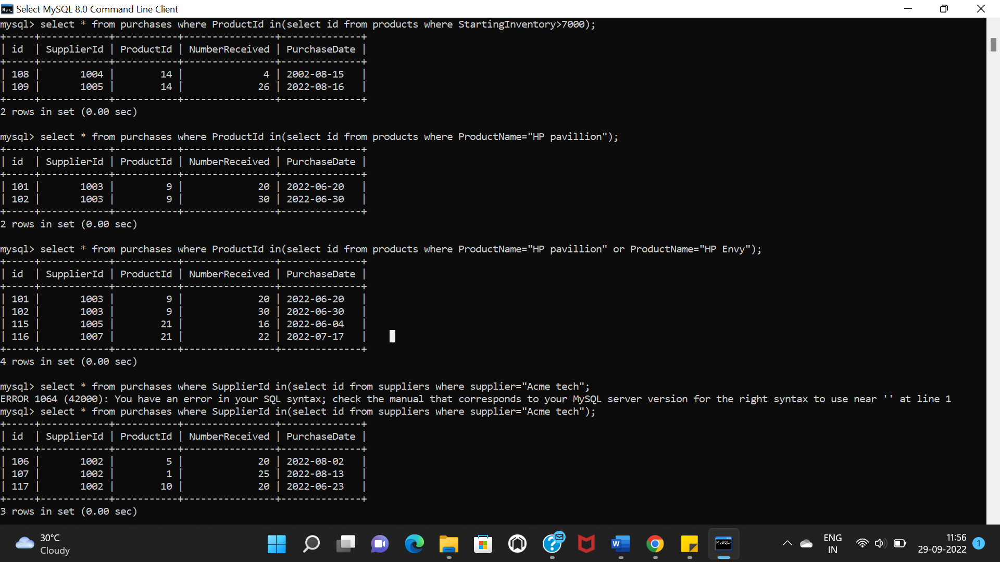 Select MySQL 8.0 Command Line Client
mysql> select * from purchases where ProductId in(select id from products where StartingInventory>7000);
+-----+------------+-----------+----------------+--------------+
| id  | SupplierId | ProductId | NumberReceived | PurchaseDate |
+-----+------------+-----------+----------------+--------------+
| 108 |       1004 |        14 |              4 | 2002-08-15   |
| 109 |       1005 |        14 |             26 | 2022-08-16   |
+-----+------------+-----------+----------------+--------------+
2 rows in set (0.00 sec)
mysql> select * from purchases where ProductId in(select id from products where ProductName="HP pavillion");
+-----+------------+-----------+----------------+--------------+
| id  | SupplierId | ProductId | NumberReceived | PurchaseDate |
+-----+------------+-----------+----------------+--------------+
| 101 |       1003 |         9 |             20 | 2022-06-20   |
| 102 |       1003 |         9 |             30 | 2022-06-30   |
+-----+------------+-----------+----------------+--------------+
2 rows in set (0.00 sec)
mysql> select * from purchases where ProductId in(select id from products where ProductName="HP pavillion" or ProductName="HP Envy");
+-----+------------+-----------+----------------+--------------+
| id  | SupplierId | ProductId | NumberReceived | PurchaseDate |
+-----+------------+-----------+----------------+--------------+
| 101 |       1003 |         9 |             20 | 2022-06-20   |
| 102 |       1003 |         9 |             30 | 2022-06-30   |
| 115 |       1005 |        21 |             16 | 2022-06-04   |
| 116 |       1007 |        21 |             22 | 2022-07-17   |
+-----+------------+-----------+----------------+--------------+
4 rows in set (0.00 sec)
mysql> select * from purchases where SupplierId in(select id from suppliers where supplier="Acme tech";
ERROR 1064 (42000): You have an error in your SQL syntax; check the manual that corresponds to your MySQL server version for the right syntax to use near '' at line 1
mysql> select * from purchases where SupplierId in(select id from suppliers where supplier="Acme tech");
+-----+------------+-----------+----------------+--------------+
| id  | SupplierId | ProductId | NumberReceived | PurchaseDate |
+-----+------------+-----------+----------------+--------------+
| 106 |       1002 |         5 |             20 | 2022-08-02   |
| 107 |       1002 |         1 |             25 | 2022-08-13   |
| 117 |       1002 |        10 |             20 | 2022-06-23   |
+-----+------------+-----------+----------------+--------------+
3 rows in set (0.00 sec)
30°C
Cloudy
W
MySQL>
ENG
IN
11:56
29-09-2022
1